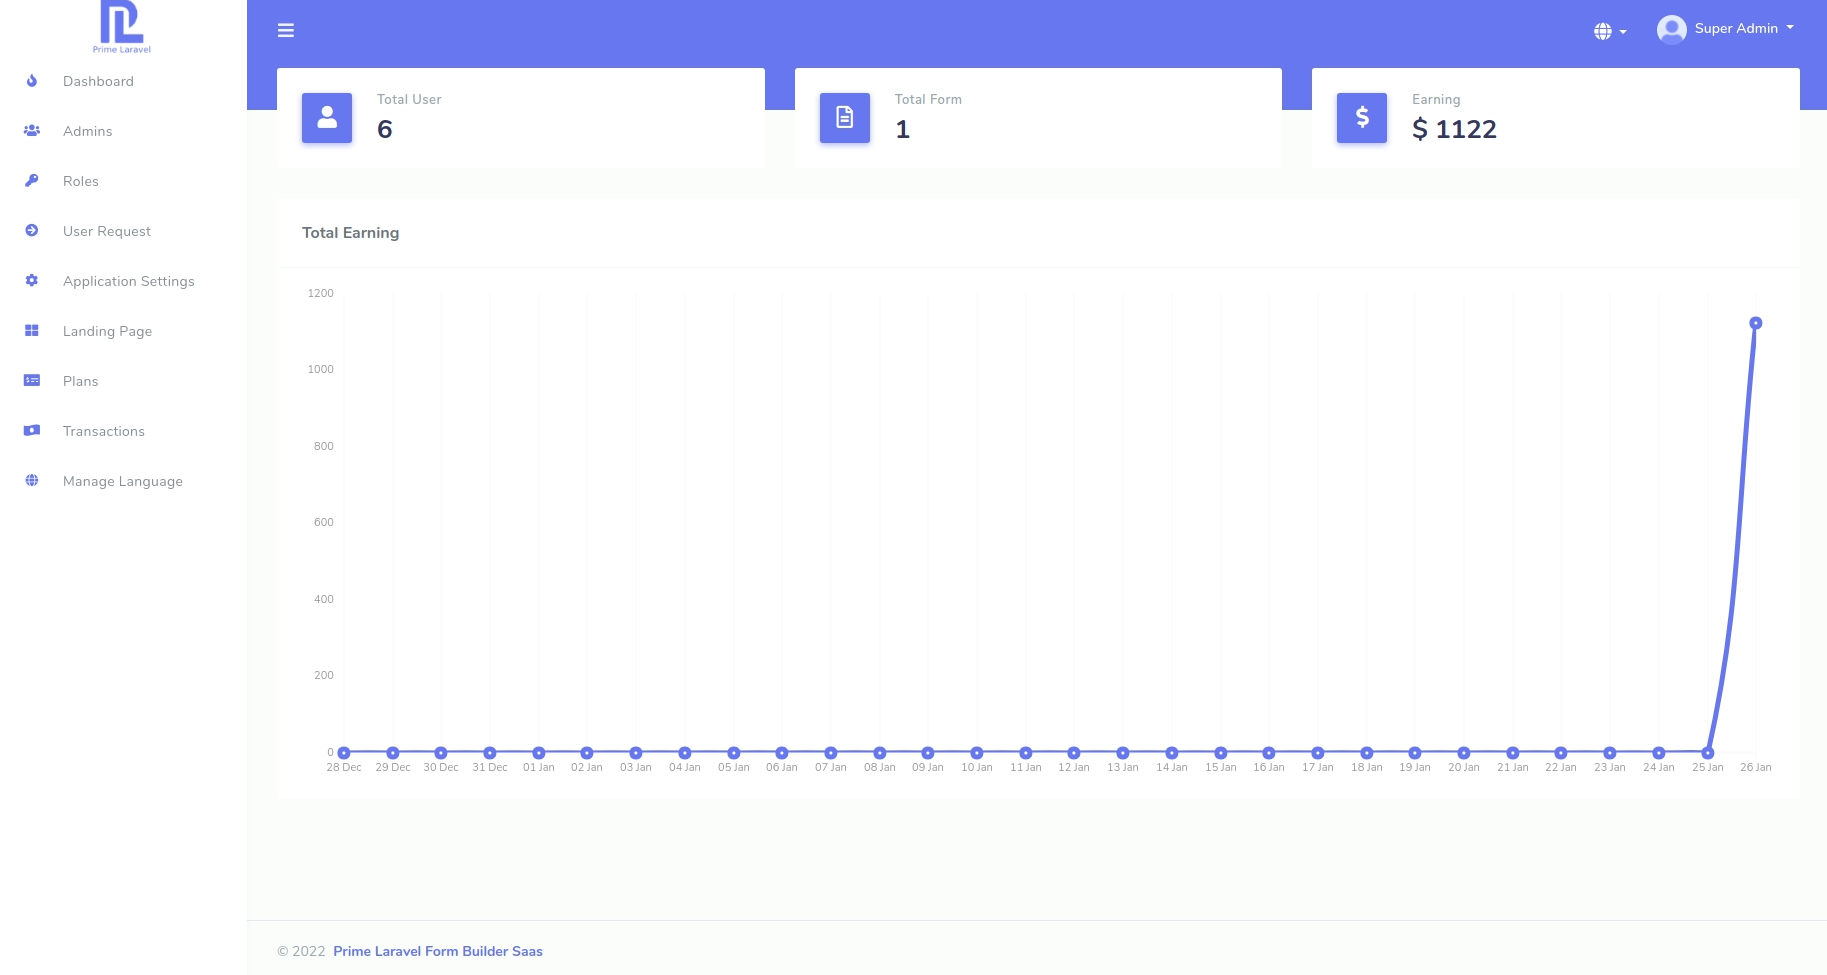 Prime Laravel
Dashboard
Admins
Roles
User Request
Application Settings
Landing Page
Plans
Transactions
Manage Language
Super Admin
Total User
6
Total Form
1
Earning
$ 1122
Total Earning
1200
1000
800
600
400
200
0
28 Dec 29 Dec 30 Dec 31 Dec 01 Jan 02 Jan 03 Jan 04 Jan 05 Jan 06 Jan 07 Jan 08 Jan 09 Jan 10 Jan 11 Jan 12 Jan 13 Jan 14 Jan 15 Jan 16 Jan 17 Jan 18 Jan 19 Jan 20 Jan 21 Jan 22 Jan 23 Jan 24 Jan 25 Jan 26 Jan
© 2022 Prime Laravel Form Builder Saas